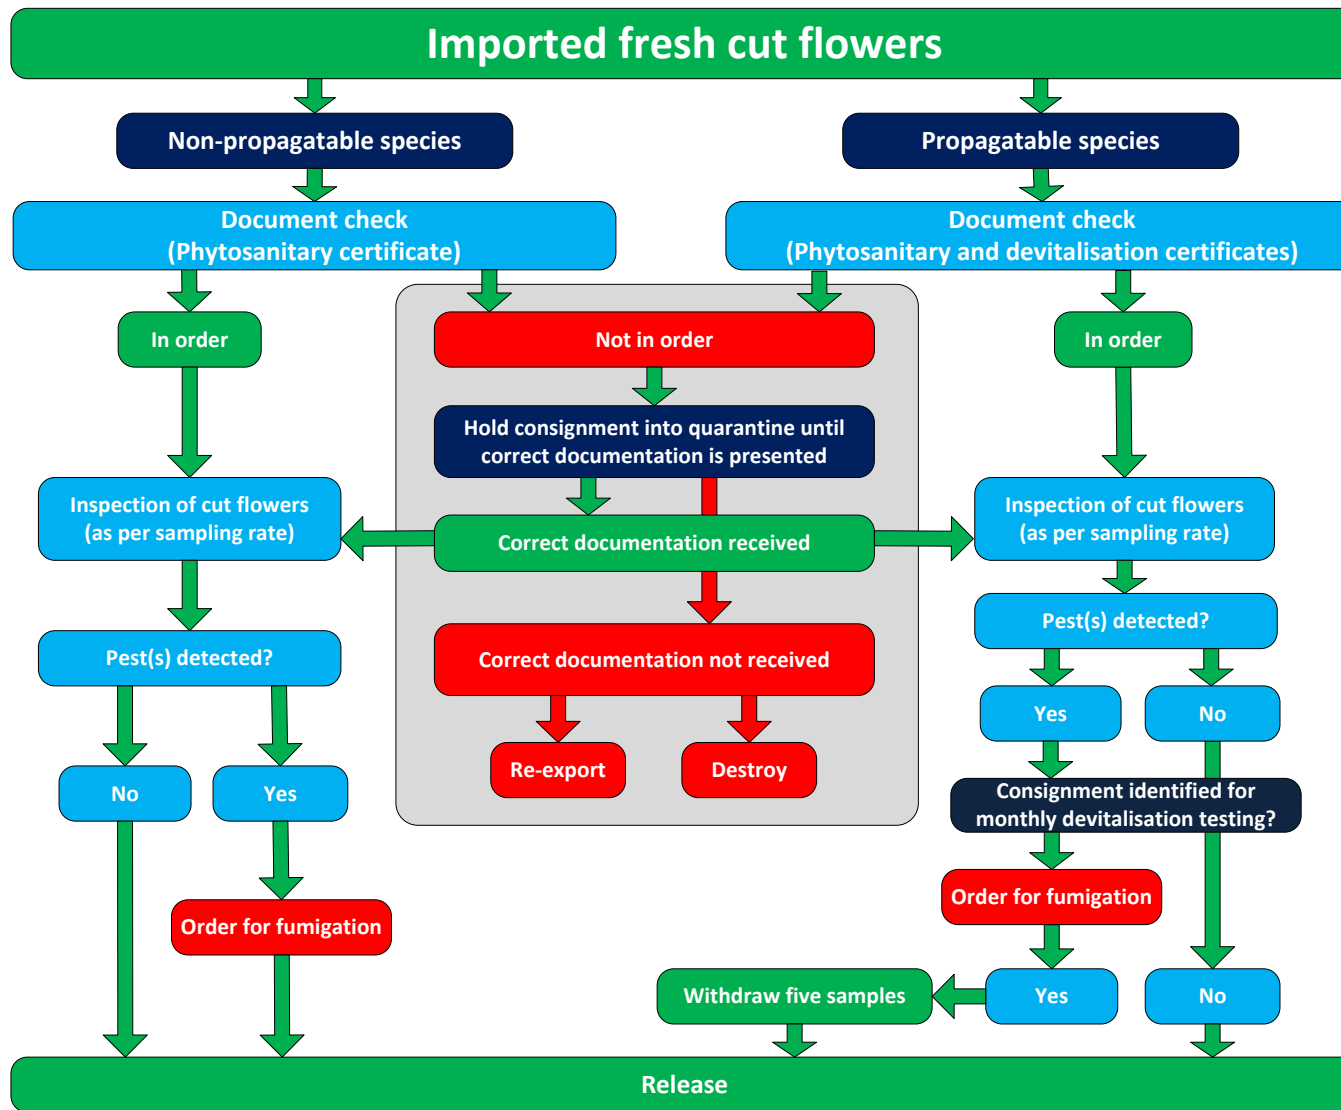 Imported fresh cut flowers
Non-propagatable species
Propagatable species
Document check
(Phytosanitary certificate)
Document check
(Phytosanitary and devitalisation certificates)
In order
Not in order
In order
Hold consignment into quarantine until
correct documentation is presented
Inspection of cut flowers
(as per sampling rate)
Correct documentation received
Inspection of cut flowers
(as per sampling rate)
Pest(s) detected?
Correct documentation not received
Pest(s) detected?
Yes
No
No
Yes
Re-export
Destroy
Consignment identified for
monthly devitalisation testing?
Order for fumigation
Order for fumigation
Withdraw five samples
Yes
No
Release